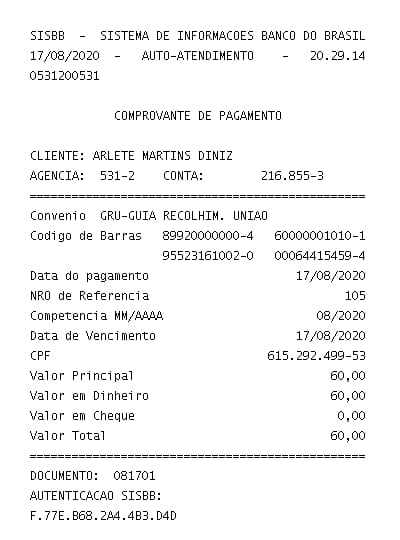 SISBB - SISTEMA DE INFORMACOES BANCO DO BRASIL
17/08/2020 - AUTO-ATENDIMENTO - 20.29.14
0531200531
COMPROVANTE DE PAGAMENTO
CLIENTE: ARLETE MARTINS DINIZ
AGENCIA: 531-2 CONTA: 216.855-3
================================================
Convenio GRU-GUIA RECOLHIM. UNIAO
Codigo de Barras 89920000000-4 60000001010-1
95523161002-0 00064415459-4
Data do pagamento 17/08/2020
NRO de Referencia 105
Competencia MM/AAAA 08/2020
Data de Vencimento 17/08/2020
CPF 615.292.499-53
Valor Principal 60,00
Valor em Dinheiro 60,00
Valor em Cheque 0,00
Valor Total 60,00
================================================
DOCUMENTO: 081701
AUTENTICACAO SISBB:
F.77E.B68.2A4.4B3.D4D